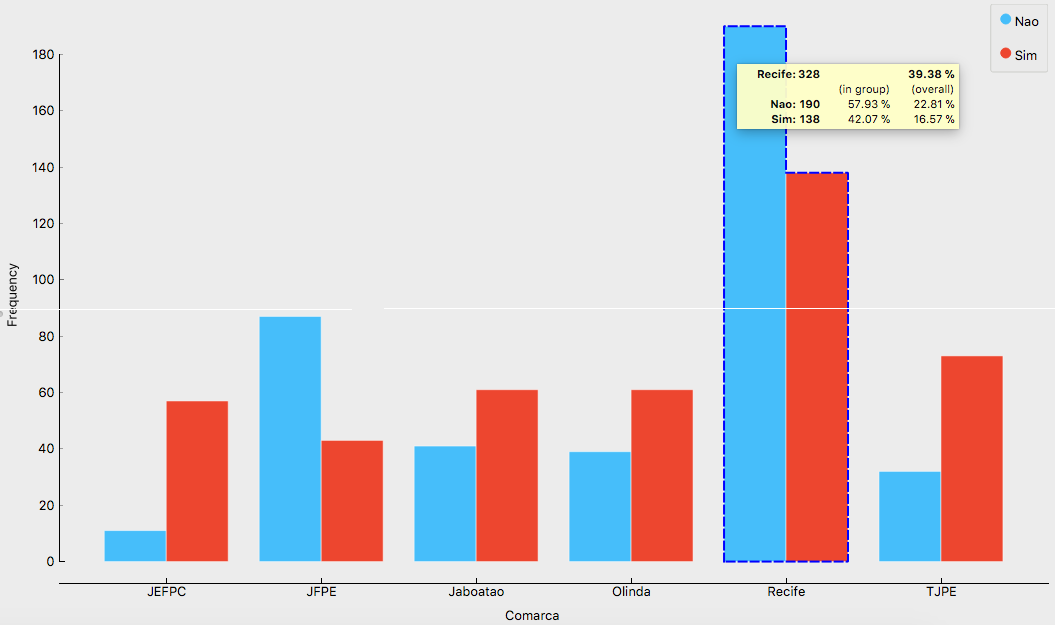 Nao
Sim
180
160
140
120
100
80
60
40
20
0
Frequency
Recife: 328 39.38 %
(in group) (overall)
Nao: 190 57.93 % 22.81 %
Sim: 138 42.07 % 16.57 %
JEFPC JFPE Jaboatao Olinda Recife TJPE
Comarca